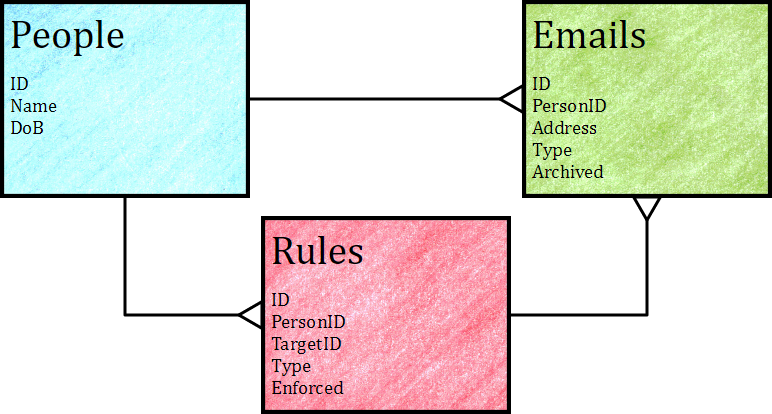 People
ID
Name
DoB
Emails
ID
PersonID
Address
Type
Archived
Rules
ID
PersonID
TargetID
Type
Enforced